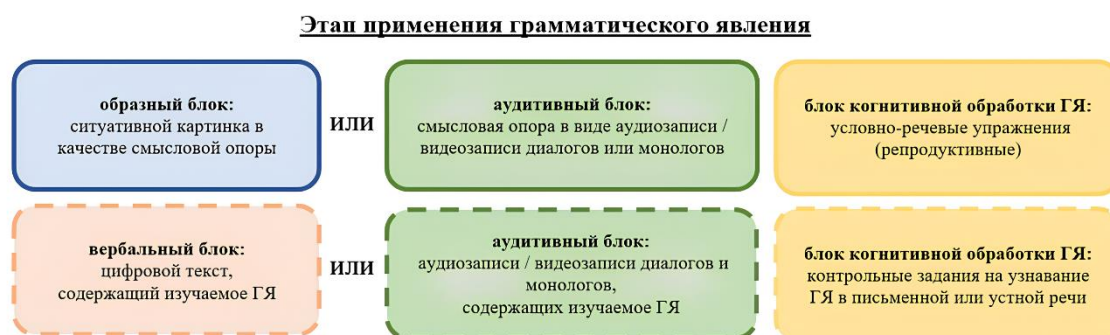 Этап применения грамматического явления
образный блок:
ситуативной картинка в
качестве смысловой опоры
ИЛИ
аудитивный блок:
смысловая опора в виде аудиозаписи /
видеозаписи диалогов или монологов
блок когнитивной обработки ГЯ:
условно-речевые упражнения
(репродуктивные)
вербальный блок:
цифровой текст,
содержащий изучаемое ГЯ
ИЛИ
аудитивный блок:
аудиозаписи / видеозаписи диалогов и
монологов,
содержащих изучаемое ГЯ
блок когнитивной обработки ГЯ:
контрольные задания на узнавание
ГЯ в письменной или устной речи